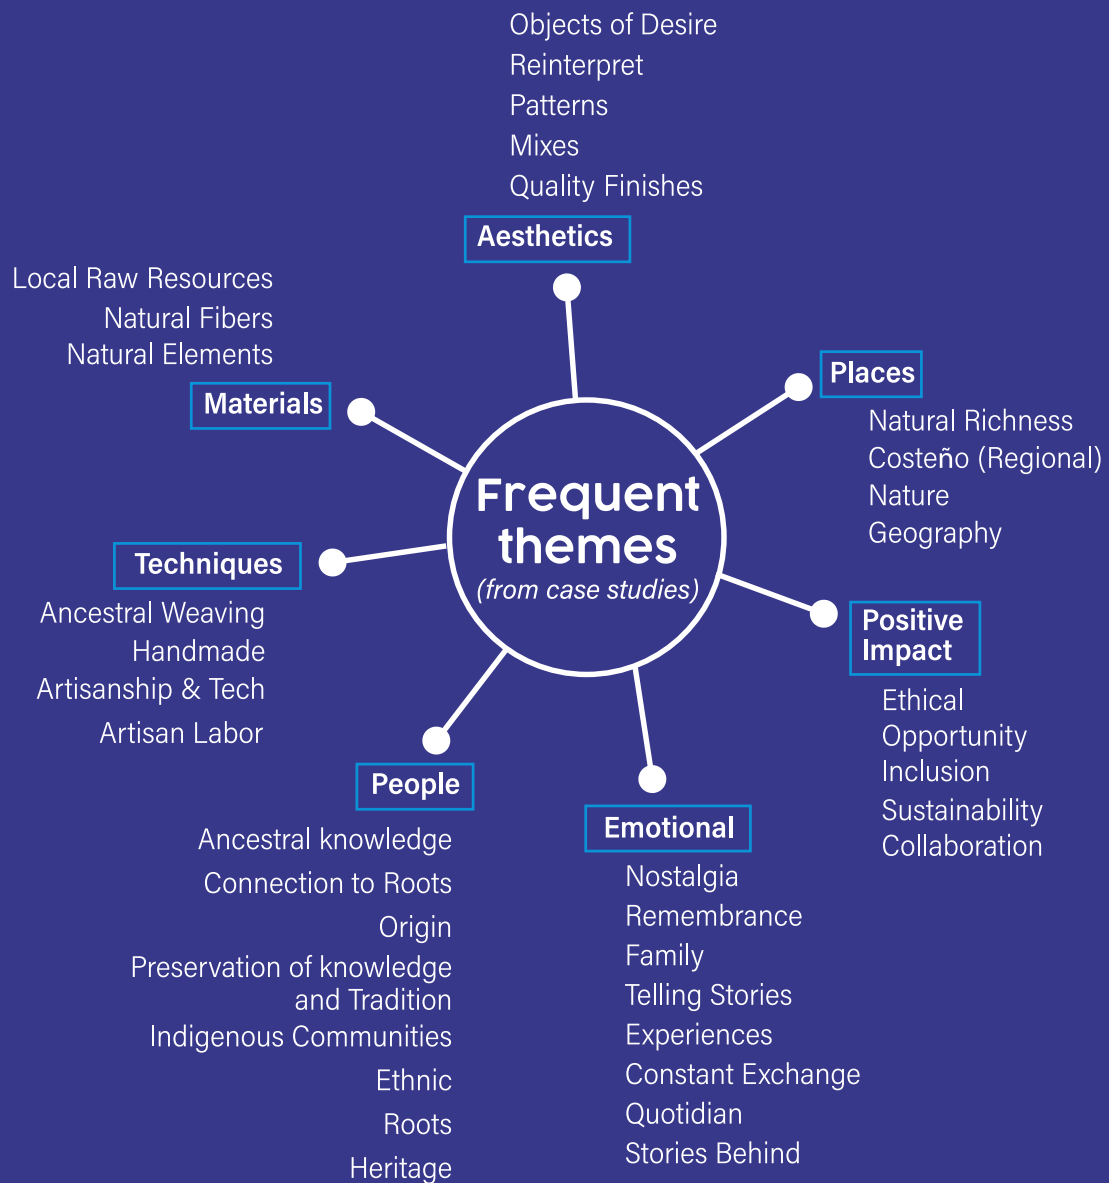 Objects of Desire
Reinterpret
Patterns
Mixes
Quality Finishes
Aesthetics
Local Raw Resources
Natural Fibers
Natural Elements
Materials
Places
Natural Richness
Costeño (Regional)
Nature
Geography
Frequent
themes
(from case studies)
Techniques
Ancestral Weaving
Handmade
Artisanship & Tech
Artisan Labor
Positive
Impact
Ethical
Opportunity
Inclusion
Sustainability
Collaboration
People
Ancestral knowledge
Connection to Roots
Origin
Preservation of knowledge
and Tradition
Indigenous Communities
Ethnic
Roots
Heritage
Emotional
Nostalgia
Remembrance
Family
Telling Stories
Experiences
Constant Exchange
Quotidian
Stories Behind